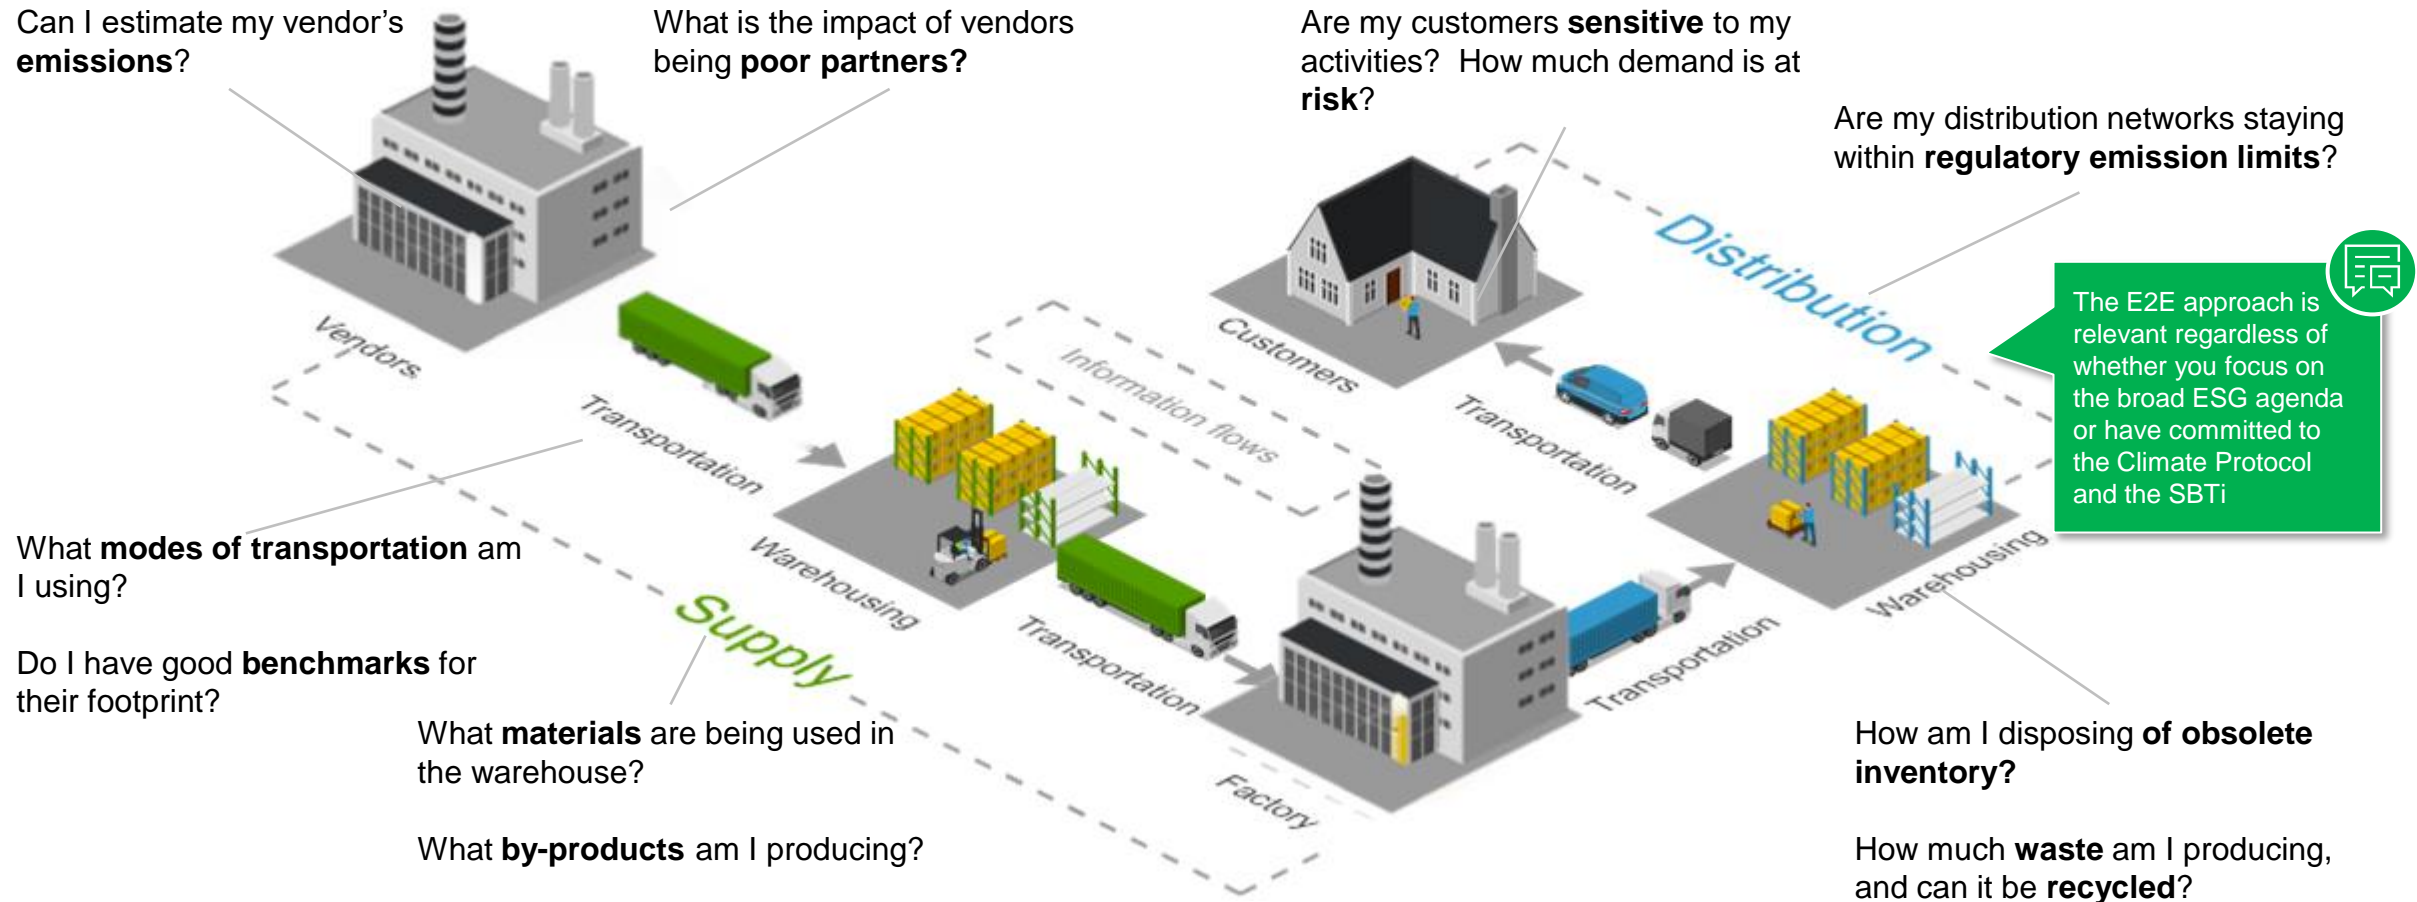 Can I estimate my vendor’s
emissions?
What is the impact of vendors
being poor partners?
Are my customers sensitive to my
activities?  How much demand is at
risk?
Are my distribution networks staying
within regulatory emission limits?
Distribution
The E2E approach is
relevant regardless of
whether you focus on
the broad ESG agenda
or have committed to
the Climate Protocol
and the SBTi
Vendors
Transportation
Information flows
Customers
Transportation
Warehousing
Warehousing
Supply
Transportation
Transportation
Factory
What modes of transportation am
I using?
Do I have good benchmarks for
their footprint?
What materials are being used in
the warehouse?
What by-products am I producing?
How am I disposing of obsolete
inventory?
How much waste am I producing,
and can it be recycled?